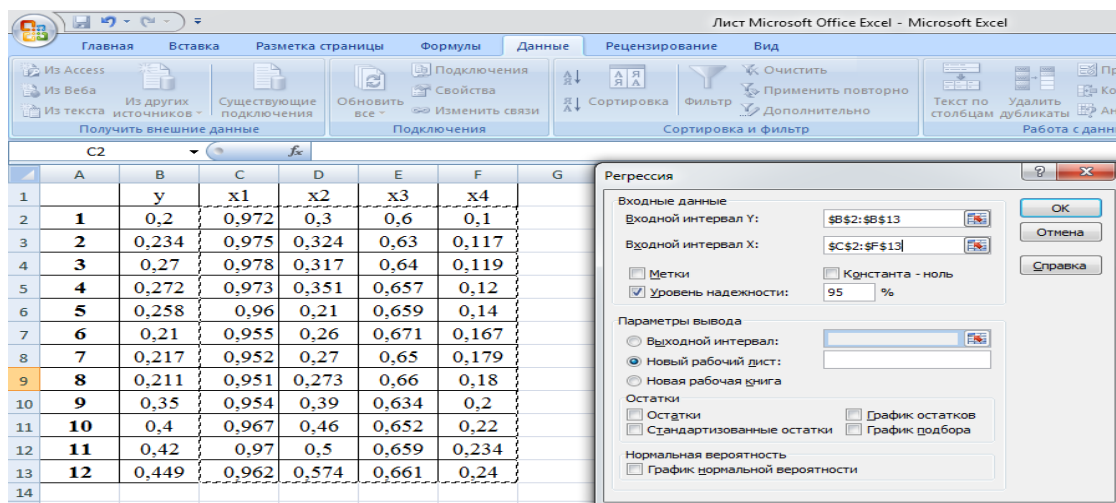 Лист Microsoft Office Excel - Microsoft Excel
Главная Вставка Разметка страницы Формулы Данные Рецензирование Вид
Из Access
Из Веба
Из текста
Из других источников
Существующие подключения
Обновить все
Подключения
Свойства
Изменить связи
Сортировка
Фильтр
Очистить
Применить повторно
Дополнительно
Текст по столбцам
Удалить дубликаты
Получить внешние данные Подключения Сортировка и фильтр Работа с данн
C2 fx
A B C D E F G
1 y x1 x2 x3 x4
2 1 0,2 0,972 0,3 0,6 0,1
3 2 0,234 0,975 0,324 0,63 0,117
4 3 0,27 0,978 0,317 0,64 0,119
5 4 0,272 0,973 0,351 0,657 0,12
6 5 0,258 0,96 0,21 0,659 0,14
7 6 0,21 0,955 0,26 0,671 0,167
8 7 0,217 0,952 0,27 0,65 0,179
9 8 0,211 0,951 0,273 0,66 0,18
10 9 0,35 0,954 0,39 0,634 0,2
11 10 0,4 0,967 0,46 0,652 0,22
12 11 0,42 0,97 0,5 0,659 0,234
13 12 0,449 0,962 0,574 0,661 0,24
14
Регрессия
Входные данные
Входной интервал Y: $B$2:$B$13
Входной интервал X: $C$2:$F$13
Метки Константа - ноль
Уровень надежности: 95 %
Параметры вывода
Выходной интервал:
Новый рабочий лист:
Новая рабочая книга
Остатки
Остатки График остатков
Стандартизованные остатки График подбора
Нормальная вероятность
График нормальной вероятности
OK
Отмена
Справка